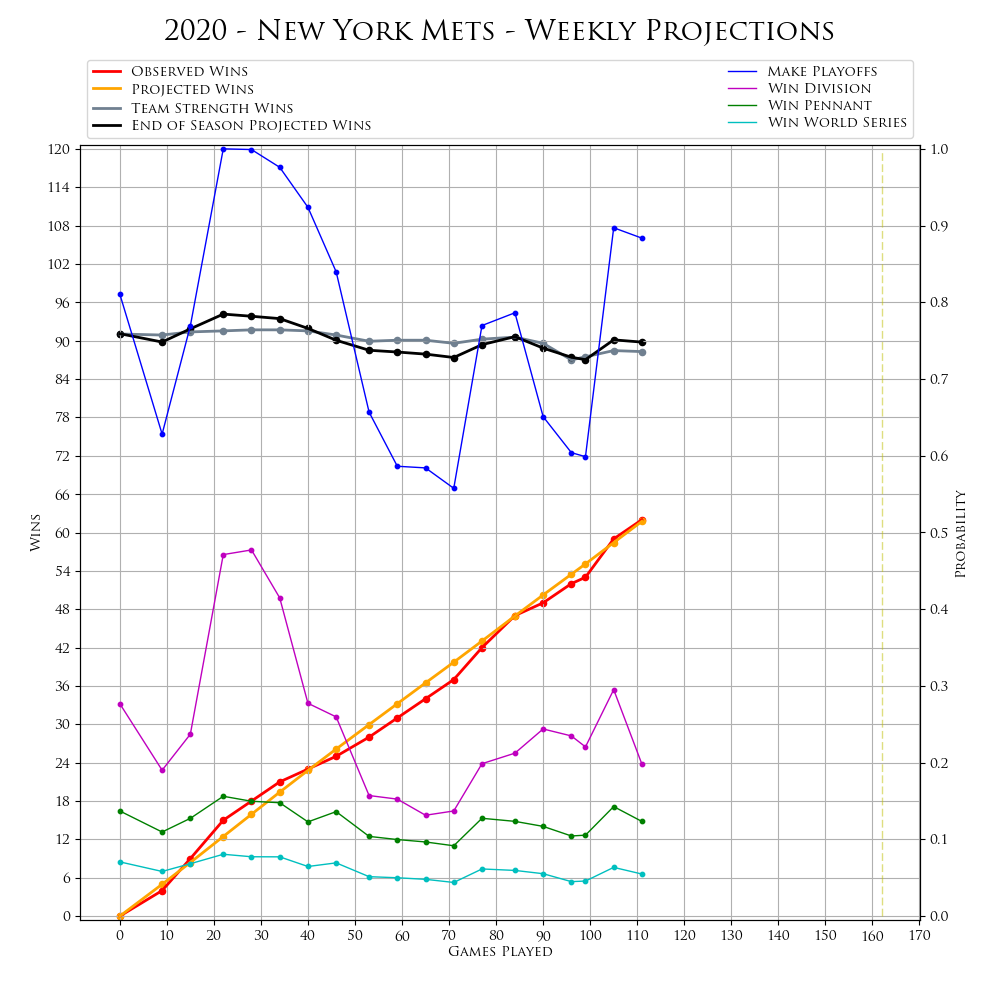 2020 - New York Mets - Weekly Projections
Observed Wins
Projected Wins
Team Strength Wins
End of Season Projected Wins
Make Playoffs
Win Division
Win Pennant
Win World Series
120
114
108
102
96
90
84
78
72
66
60
54
48
42
36
30
24
18
12
6
0
Wins
1.0
0.9
0.8
0.7
0.6
0.5
0.4
0.3
0.2
0.1
0.0
Probability
0 10 20 30 40 50 60 70 80 90 100 110 120 130 140 150 160 170
Games Played